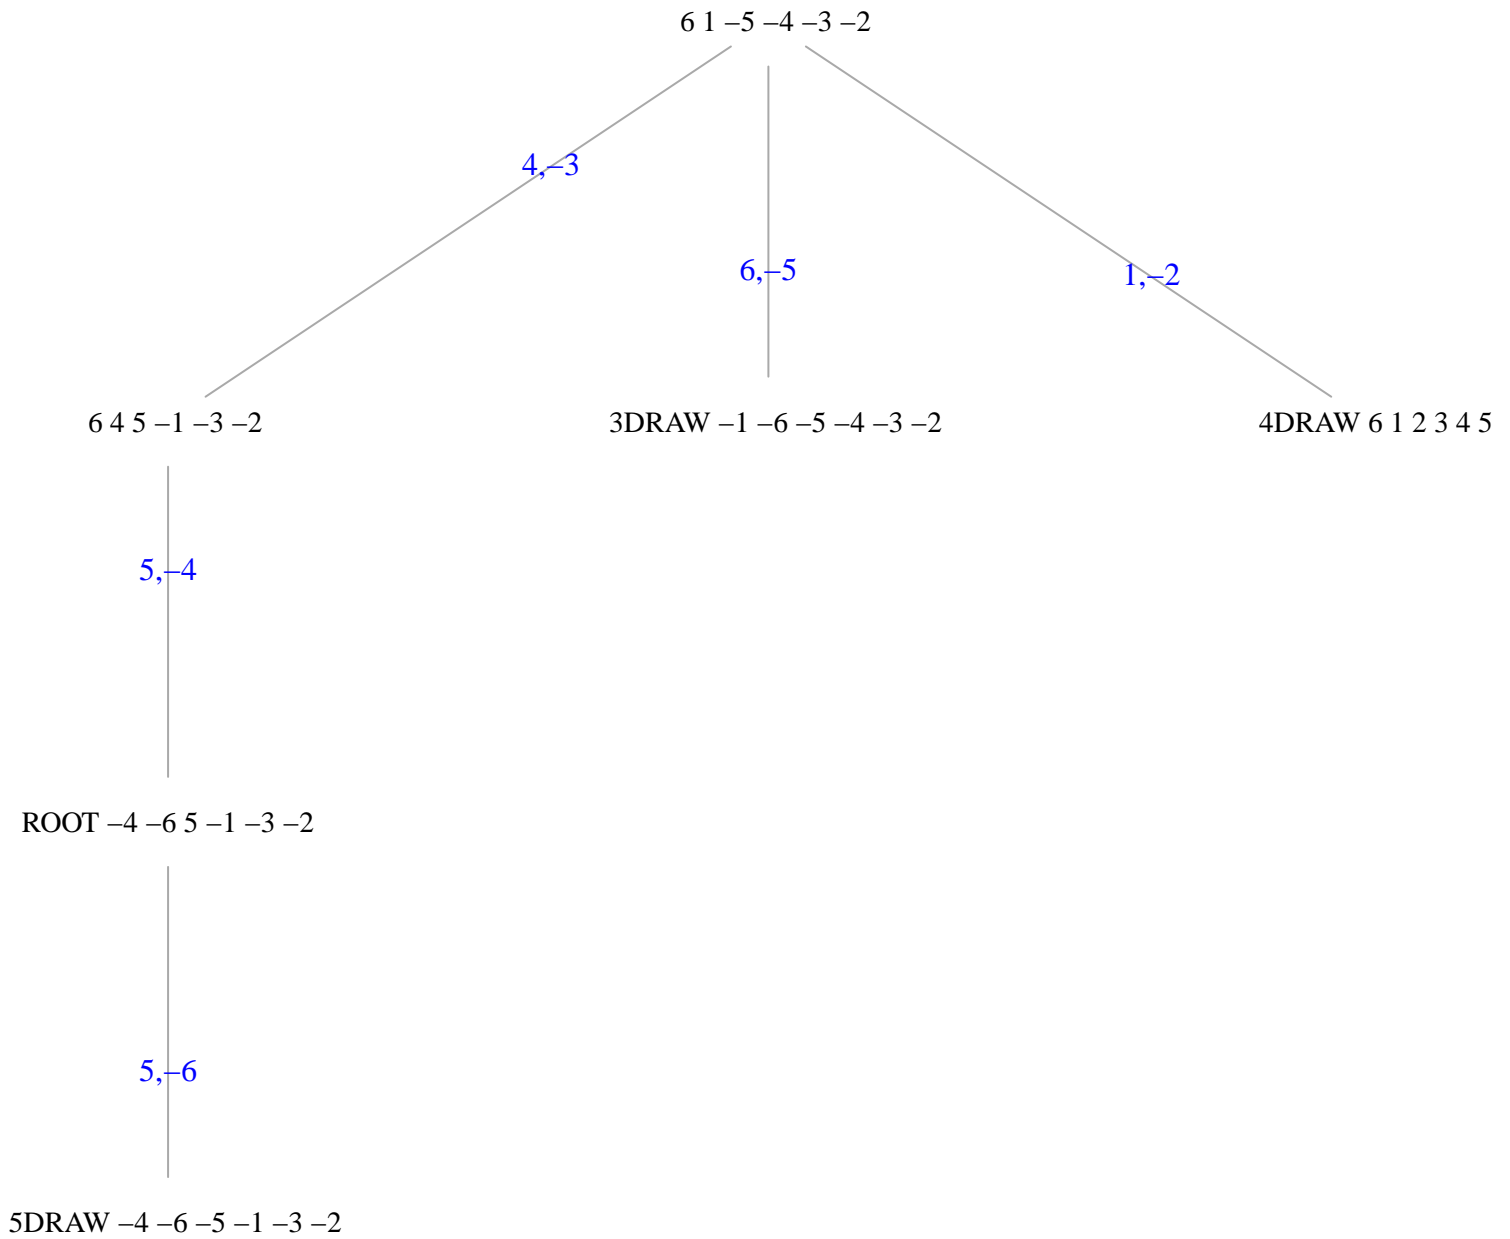 6 1 –5 –4 –3 –2
4,–3
6,–5
1,–2
6 4 5 –1 –3 –2
3DRAW –1 –6 –5 –4 –3 –2
4DRAW 6 1 2 3 4 5
5,–4
ROOT –4 –6 5 –1 –3 –2
5,–6
5DRAW –4 –6 –5 –1 –3 –2